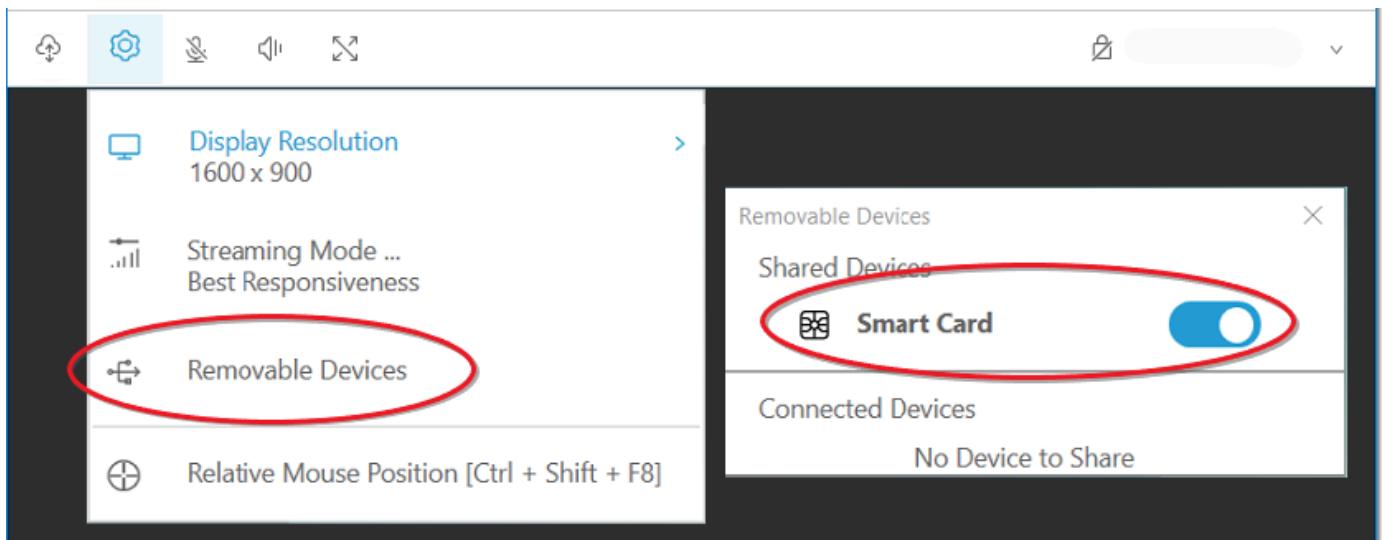 Display Resolution
1600 x 900
Streaming Mode ...
Best Responsiveness
Removable Devices
Relative Mouse Position [Ctrl + Shift + F8]
Removable Devices
Shared Devices
Smart Card
Connected Devices
No Device to Share